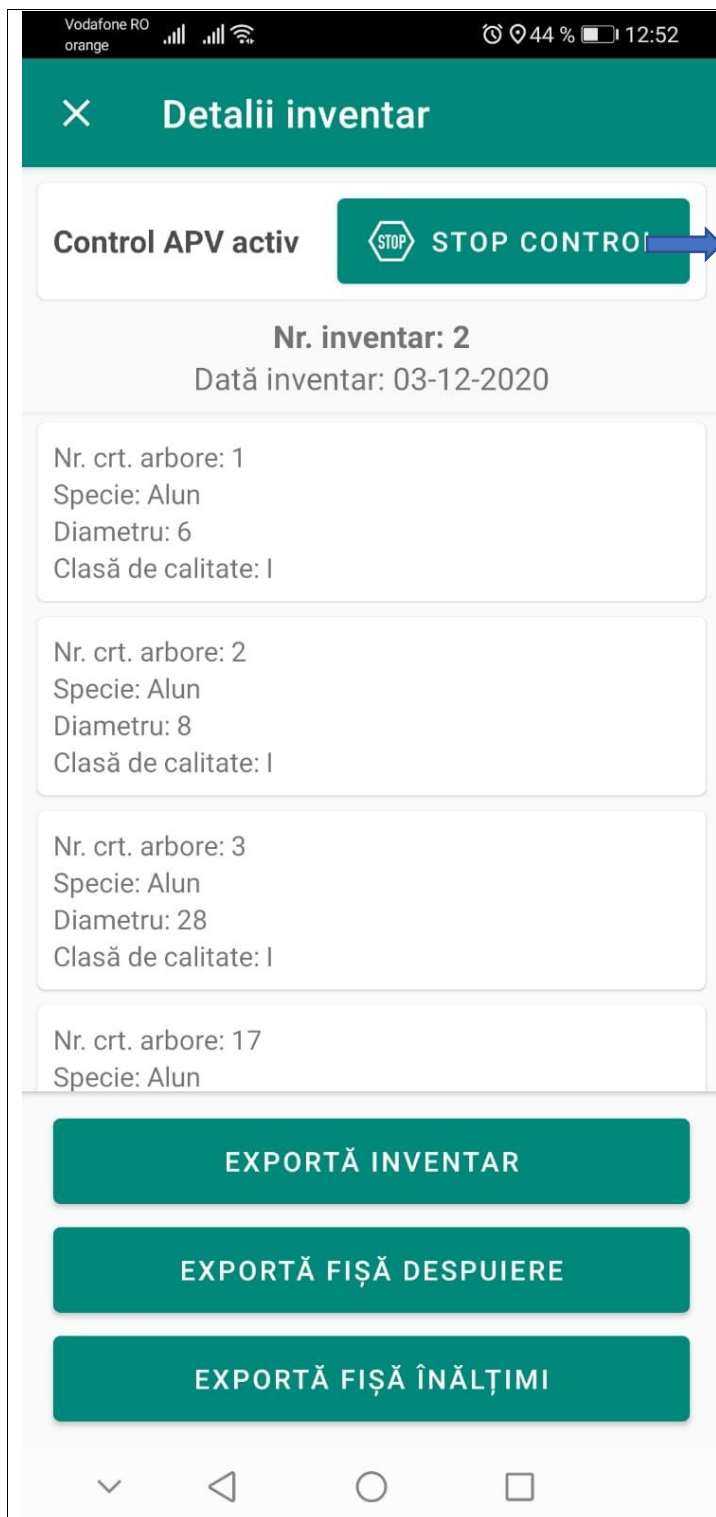 Vodafone RO
orange
44 % 12:52
Detalii inventar
Control APV activ
STOP STOP CONTROL
Nr. inventar: 2
Dată inventar: 03-12-2020
Nr. crt. arbore: 1
Specie: Alun
Diametru: 6
Clasă de calitate: I
Nr. crt. arbore: 2
Specie: Alun
Diametru: 8
Clasă de calitate: I
Nr. crt. arbore: 3
Specie: Alun
Diametru: 28
Clasă de calitate: I
Nr. crt. arbore: 17
Specie: Alun
EXPORTĂ INVENTAR
EXPORTĂ FIȘĂ DESPUIERE
EXPORTĂ FIȘĂ ÎNĂLȚIMI